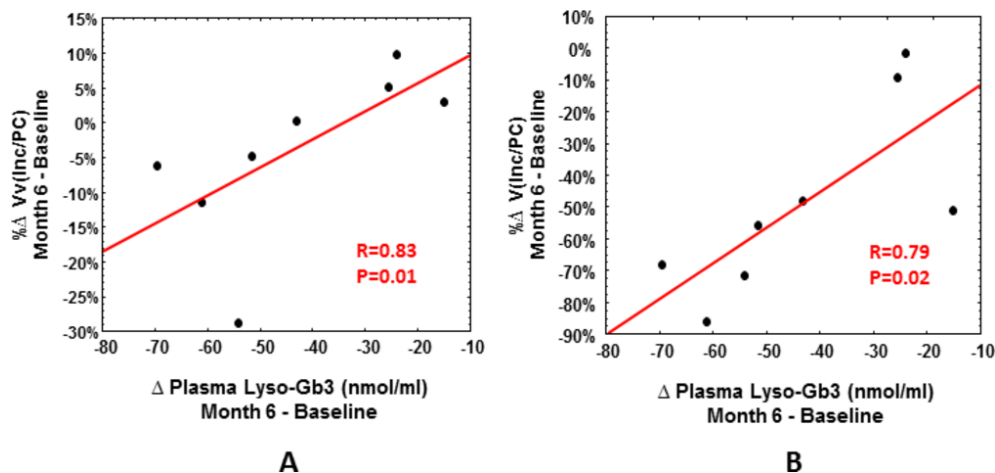 15%
10%
5%
0%
-5%
-10%
-15%
-20%
-25%
-30%
%Δ Vv(Inc/PC)
Month 6 - Baseline
R=0.83
P=0.01
-80 -70 -60 -50 -40 -30 -20 -10
Δ Plasma Lyso-Gb3 (nmol/ml)
Month 6 - Baseline
A
10%
0%
-10%
-20%
-30%
-40%
-50%
-60%
-70%
-80%
-90%
%Δ V(Inc/PC)
Month 6 - Baseline
R=0.79
P=0.02
-80 -70 -60 -50 -40 -30 -20 -10
Δ Plasma Lyso-Gb3 (nmol/ml)
Month 6 - Baseline
B